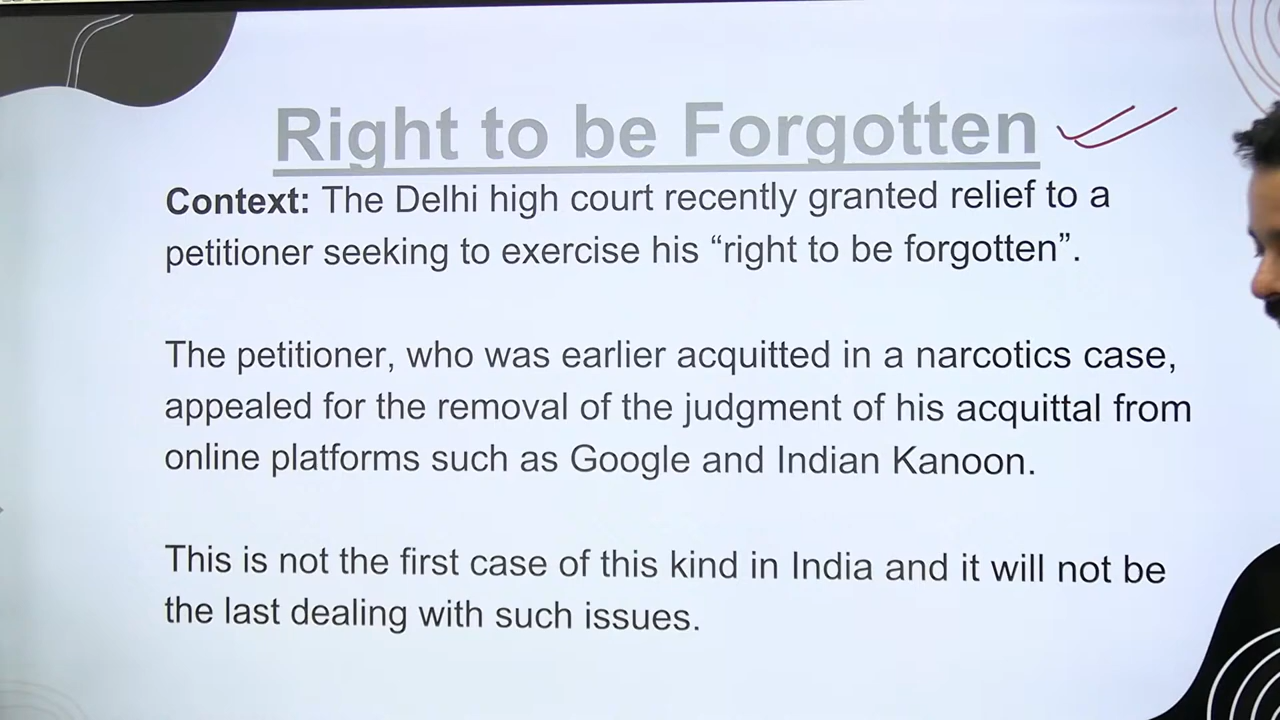 Right to be Forgotten
Context: The Delhi high court recently granted relief to a
petitioner seeking to exercise his “right to be forgotten”.
The petitioner, who was earlier acquitted in a narcotics case,
appealed for the removal of the judgment of his acquittal from
online platforms such as Google and Indian Kanoon.
This is not the first case of this kind in India and it will not be
the last dealing with such issues.